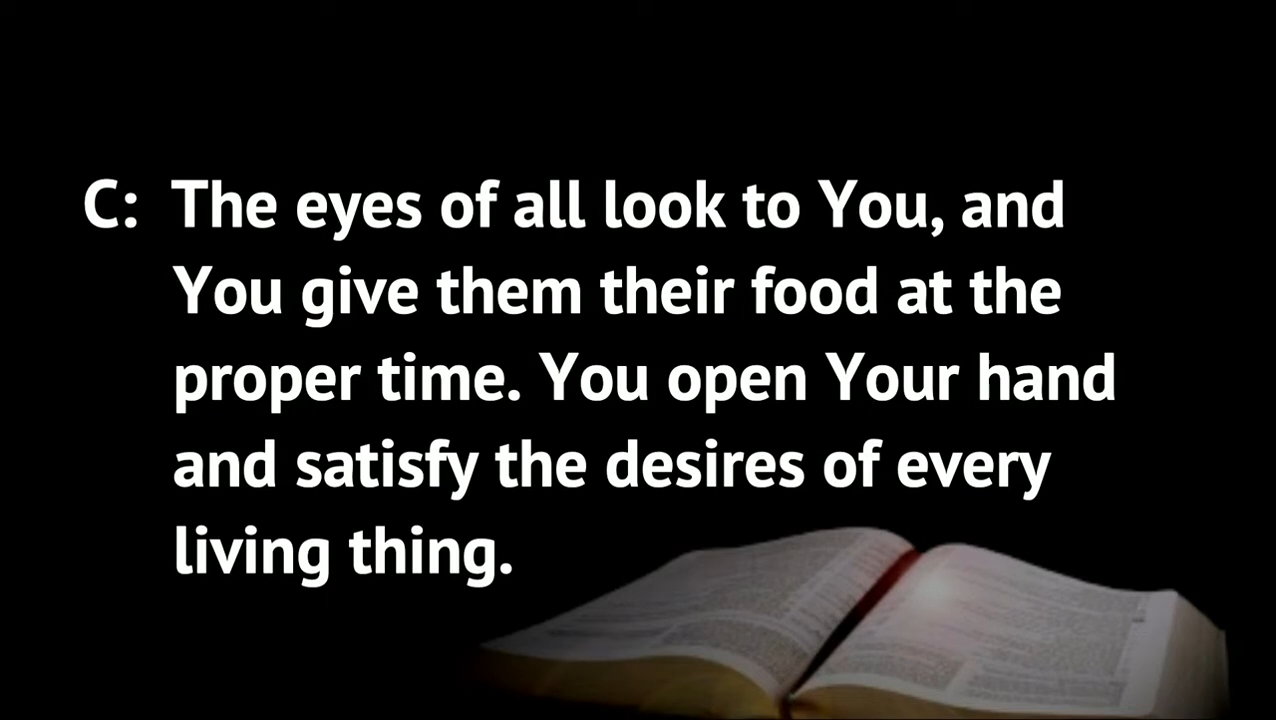 C: The eyes of all look to You, and
You give them their food at the
proper time. You open Your hand
and satisfy the desires of every
living thing.